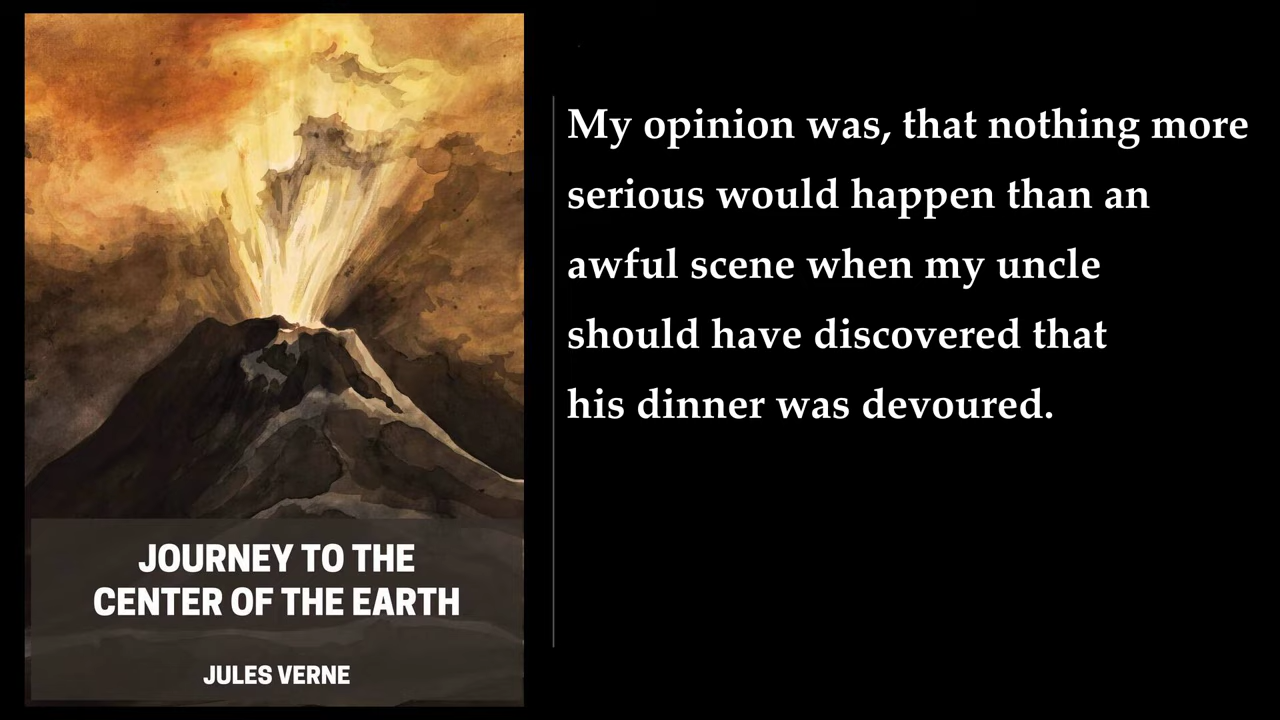 My opinion was, that nothing more
serious would happen than an
awful scene when my uncle
should have discovered that
his dinner was devoured.
JOURNEY TO THE
CENTER OF THE EARTH
JULES VERNE